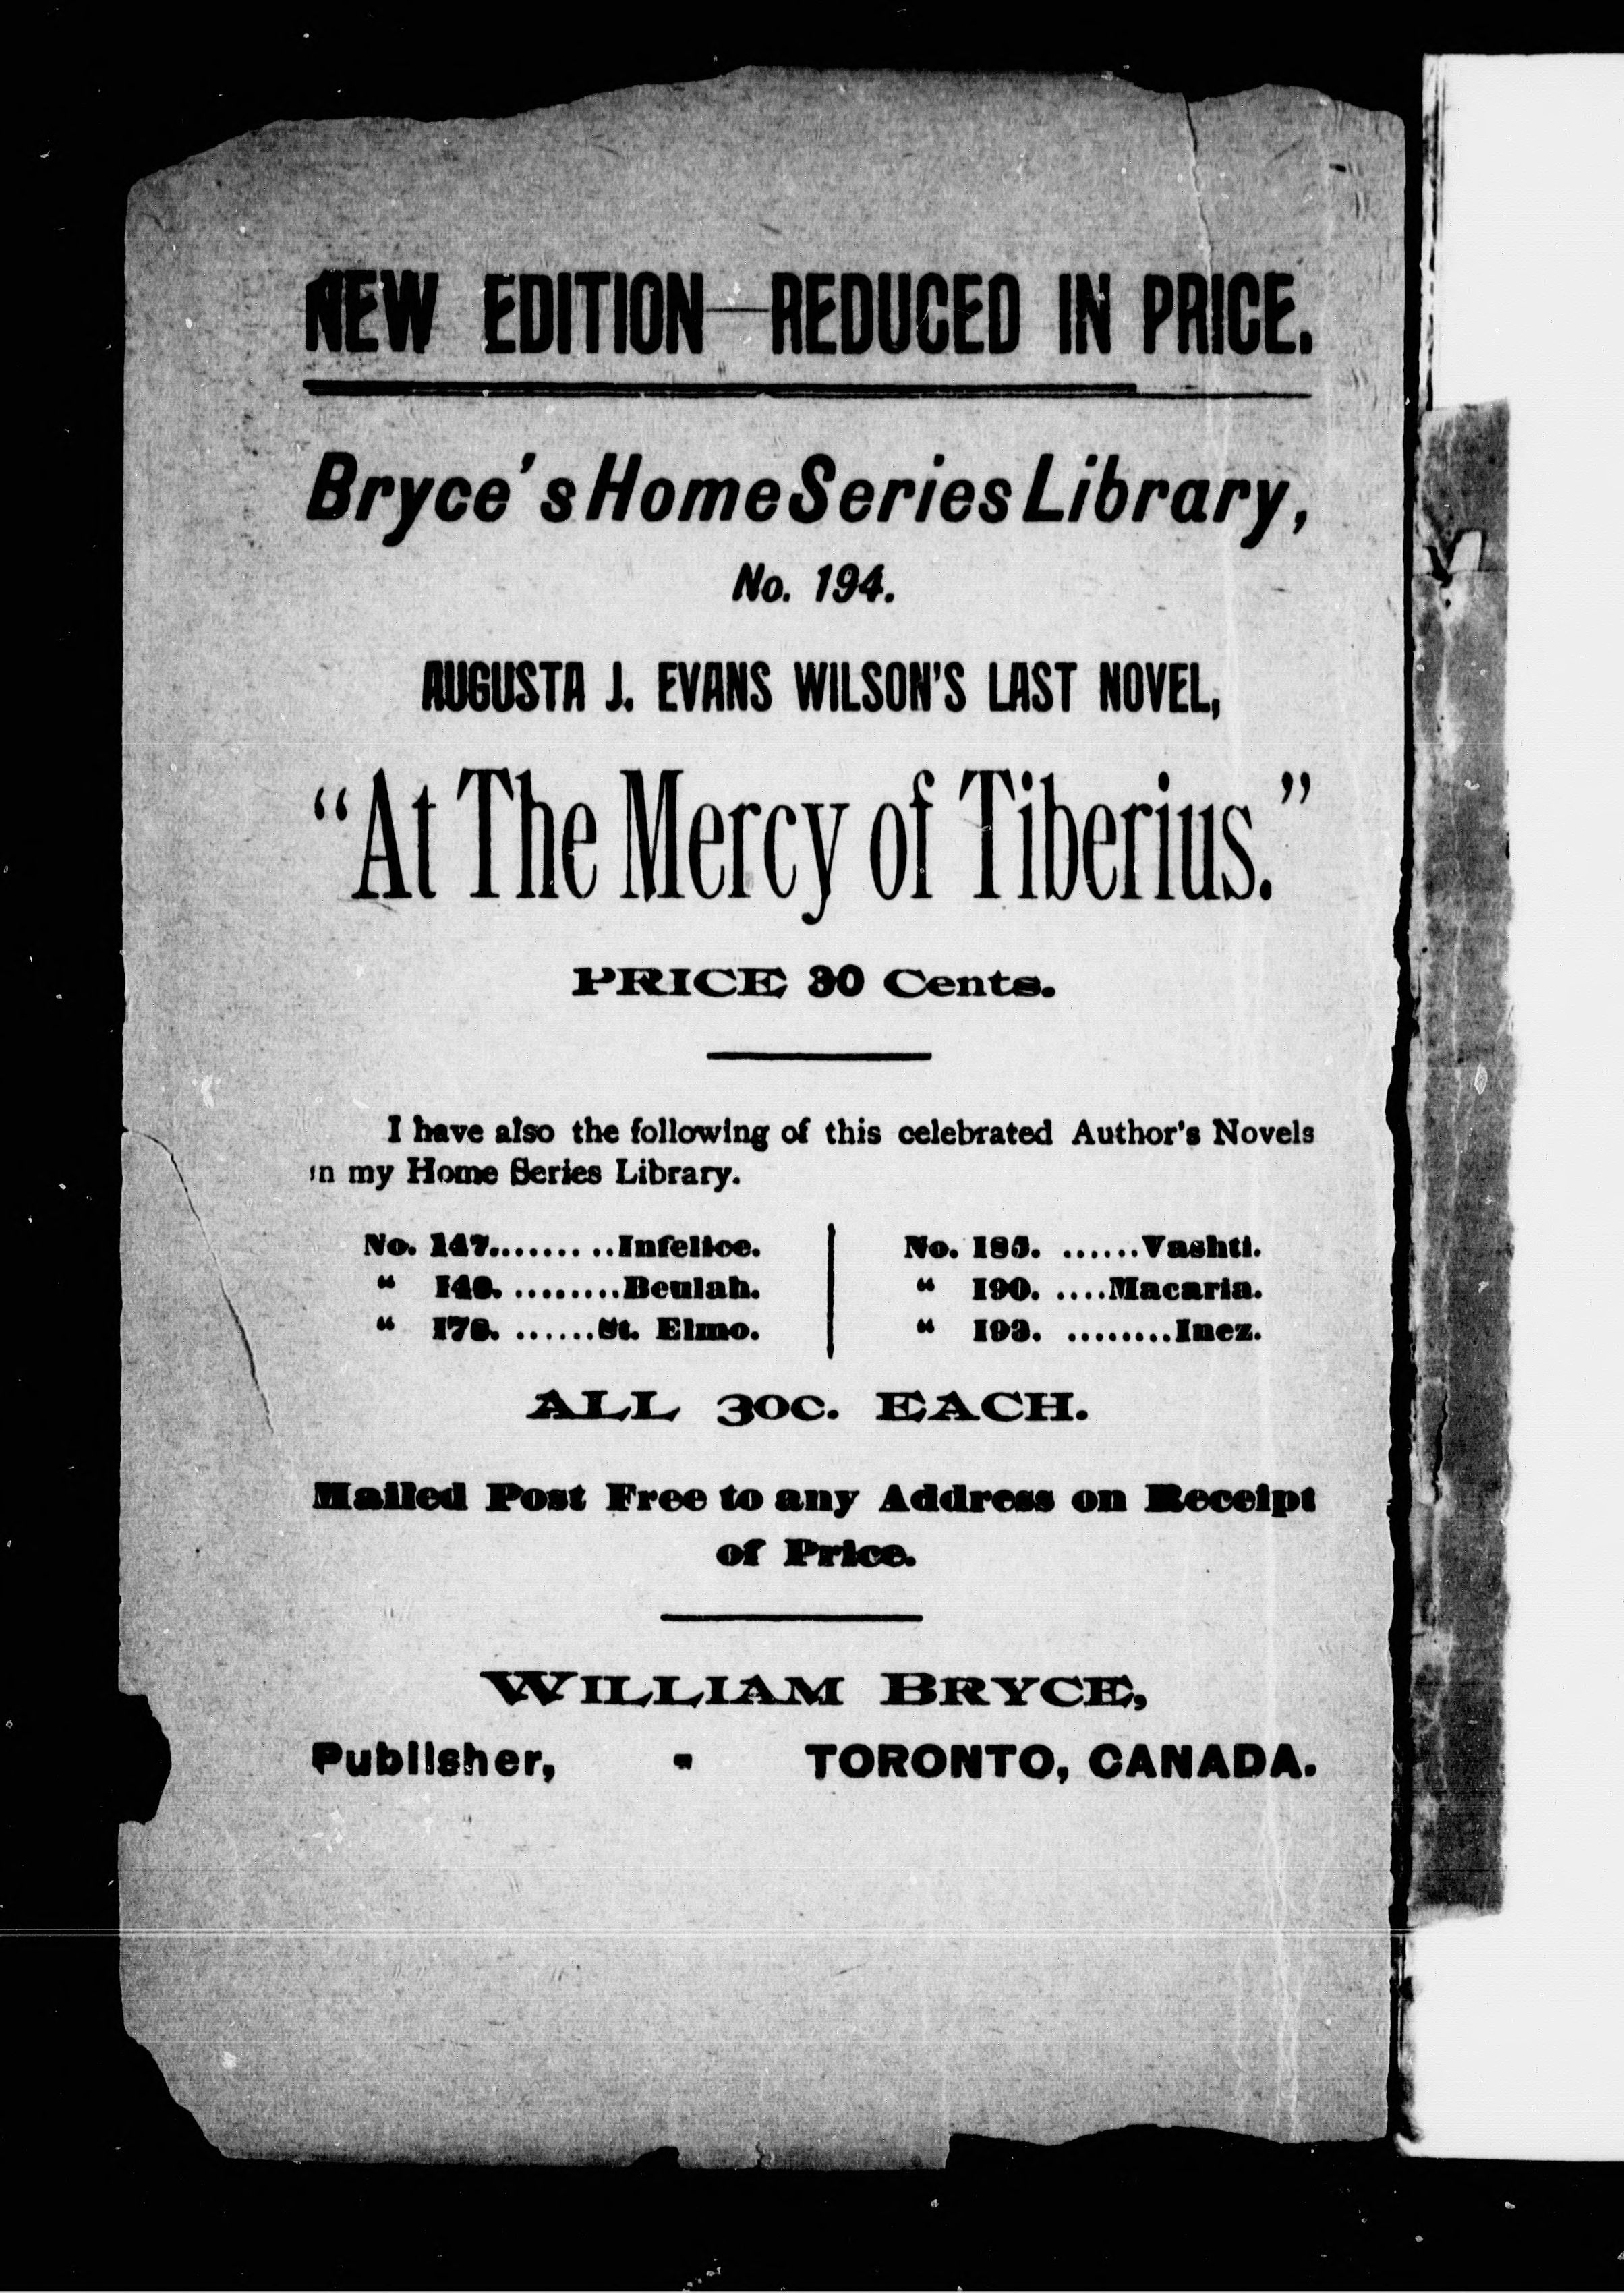 NEW EDITION—REDUCED IN PRICE.
Bryce's Home Series Library,
No. 194.
AUGUSTA J. EVANS WILSON'S LAST NOVEL,
“At The Mercy of Tiberius.”
PRICE 30 Cents.
I have also the following of this celebrated Author's Novels
in my Home Series Library.
No. 147.......... Infelice.
“ ......... Beulah.
“ ......St. Elmo.
No. 185. ......Vashti.
“ 190. ....Macaria.
“ 193. ........Inez.
ALL 30C. EACH.
Mailed Post Free to any Address on Receipt
of Price.
WILLIAM BRYCE,
Publisher, - TORONTO, CANADA.